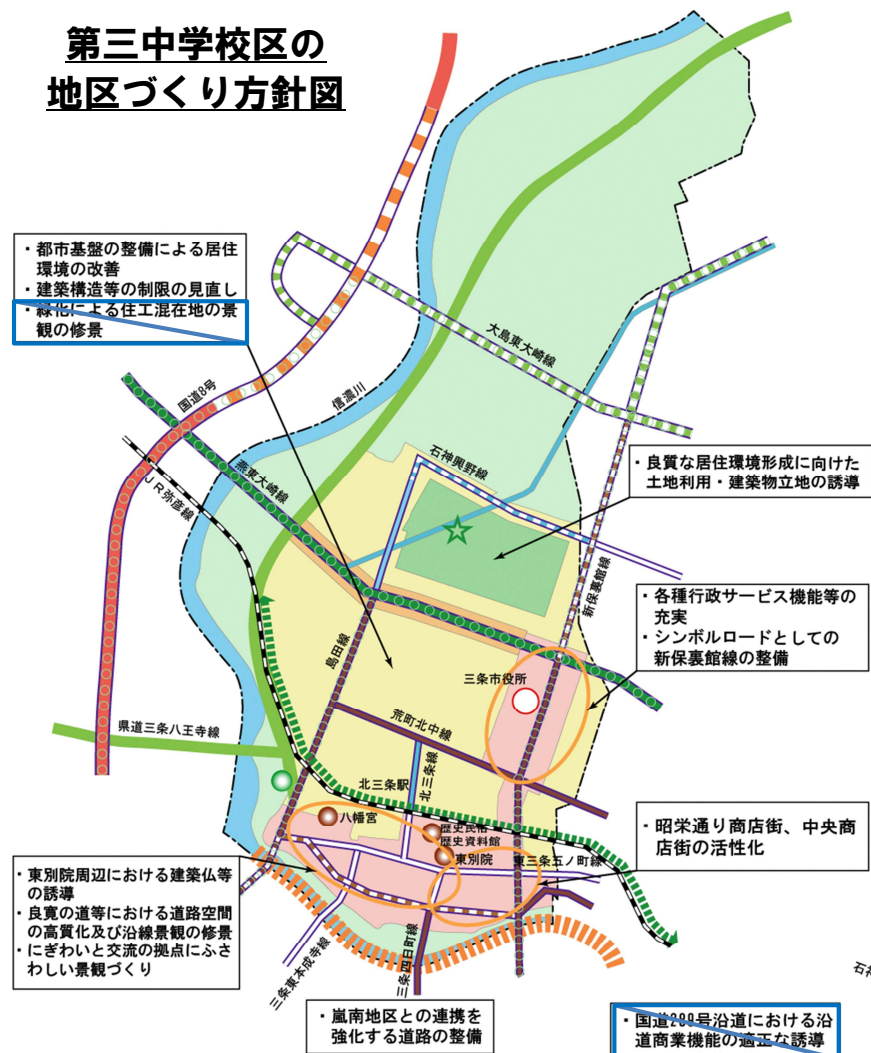 第三中学校区の
地区づくり方針図
・都市基盤の整備による居住
環境の改善
・建築構造等の制限の見直し
・緑化による住工混在地の景
観の修景
国道8号
信濃川
大島東大崎線
燕東大崎線
JR弥彦線
石神興野線
・良質な居住環境形成に向けた
土地利用・建築物立地の誘導
新保裏館線
・各種行政サービス機能等の
充実
・シンボルロードとしての
新保裏館線の整備
島田線
三条市役所
荒町北中線
県道三条八王寺線
北三条線
北三条駅
八幡宮
歴史民俗
歴史資料館
東別院
東三条五ノ町線
・昭栄通り商店街、中央商
店街の活性化
・東別院周辺における建築仏等
の誘導
・良寛の道等における道路空間
の高質化及び沿線景観の修景
・にぎわいと交流の拠点にふさ
わしい景観づくり
三条東本成寺線
三条四日町線
・嵐南地区との連携を
強化する道路の整備
石神
・国道289号沿道における沿
道商業機能の適正な誘導